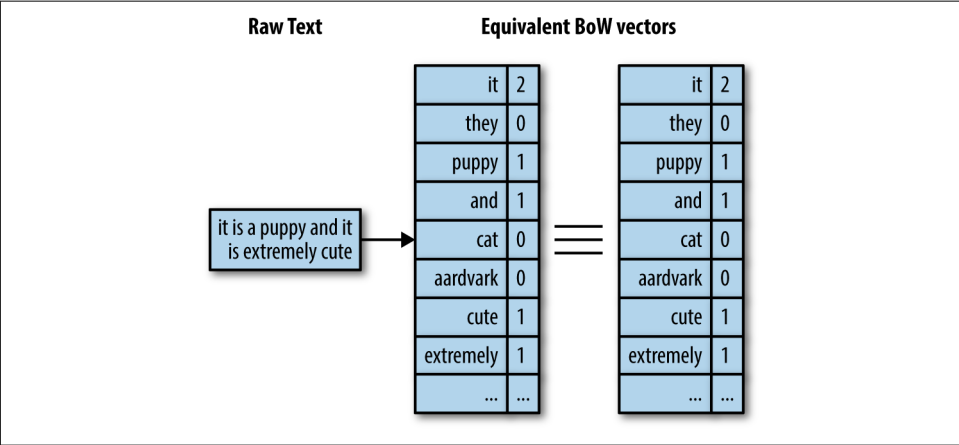 Raw Text
Equivalent BoW vectors
it is a puppy and it
is extremely cute
it 2
they 0
puppy 1
and 1
cat 0
aardvark 0
cute 1
extremely 1
... ...
it 2
they 0
puppy 1
and 1
cat 0
aardvark 0
cute 1
extremely 1
... ...